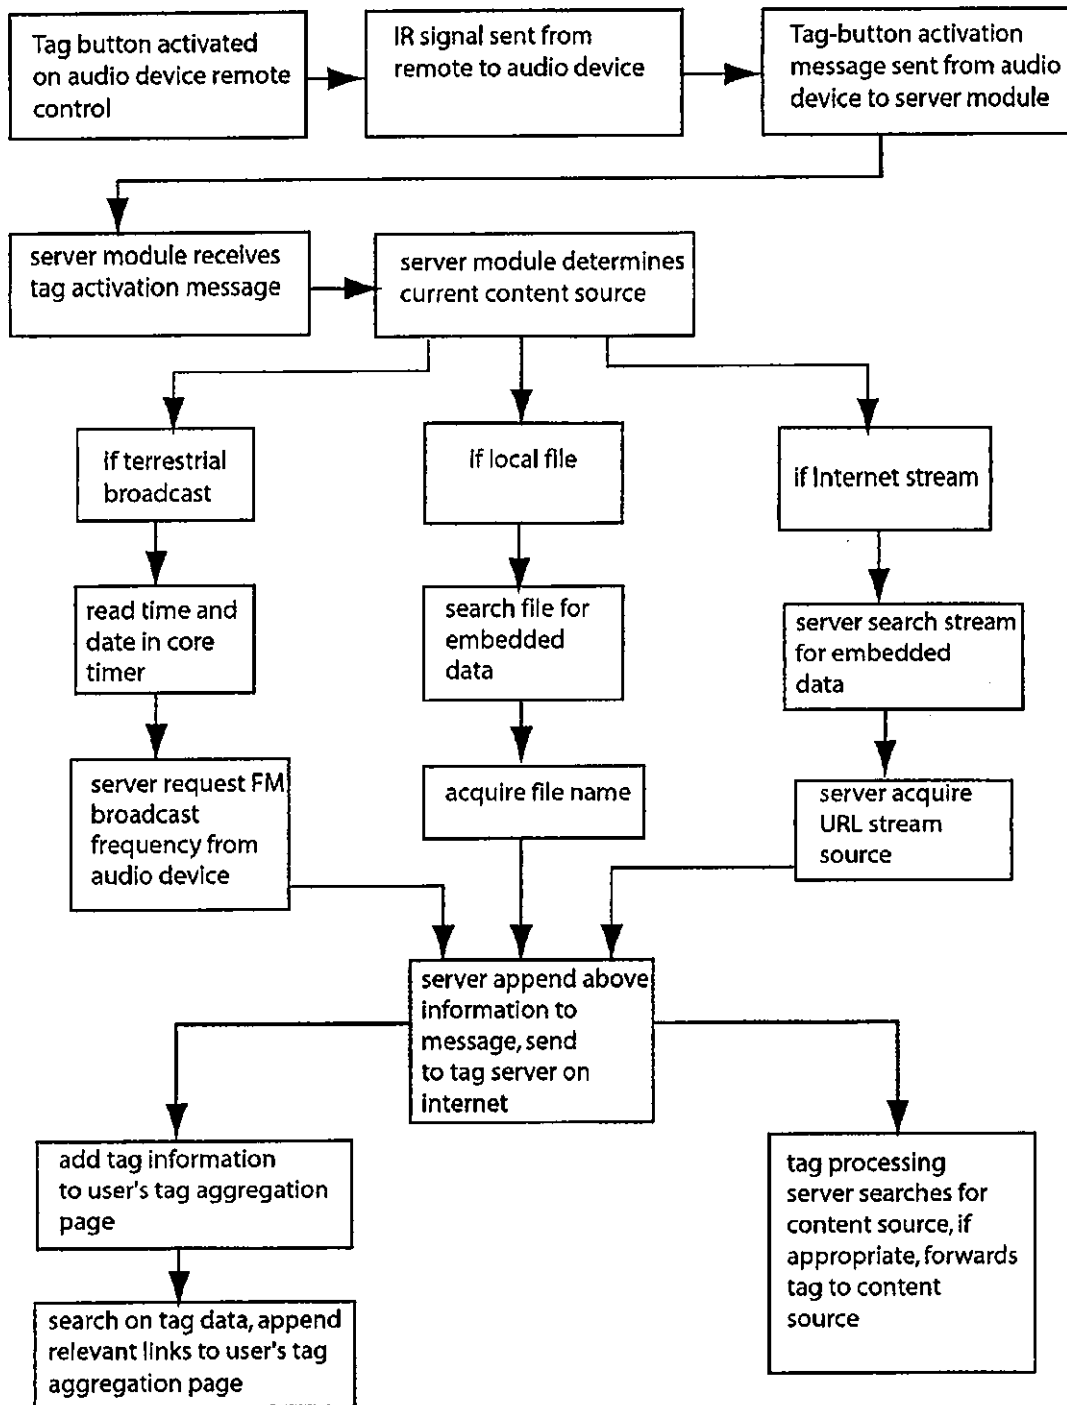 Tag button activated
on audio device remote
control
IR signal sent from
remote to audio device
Tag-button activation
message sent from audio
device to server module
server module receives
tag activation message
server module determines
current content source
if terrestrial
broadcast
if local file
if Internet stream
read time and
date in core
timer
search file for
embedded
data
server search stream
for embedded
data
server request FM
broadcast
frequency from
audio device
acquire file name
server acquire
URL stream
source
server append above
information to
message, send
to tag server on
internet
add tag information
to user's tag aggregation
page
tag processing
server searches for
content source, if
appropriate, forwards
tag to content
source
search on tag data, append
relevant links to user's tag
aggregation page